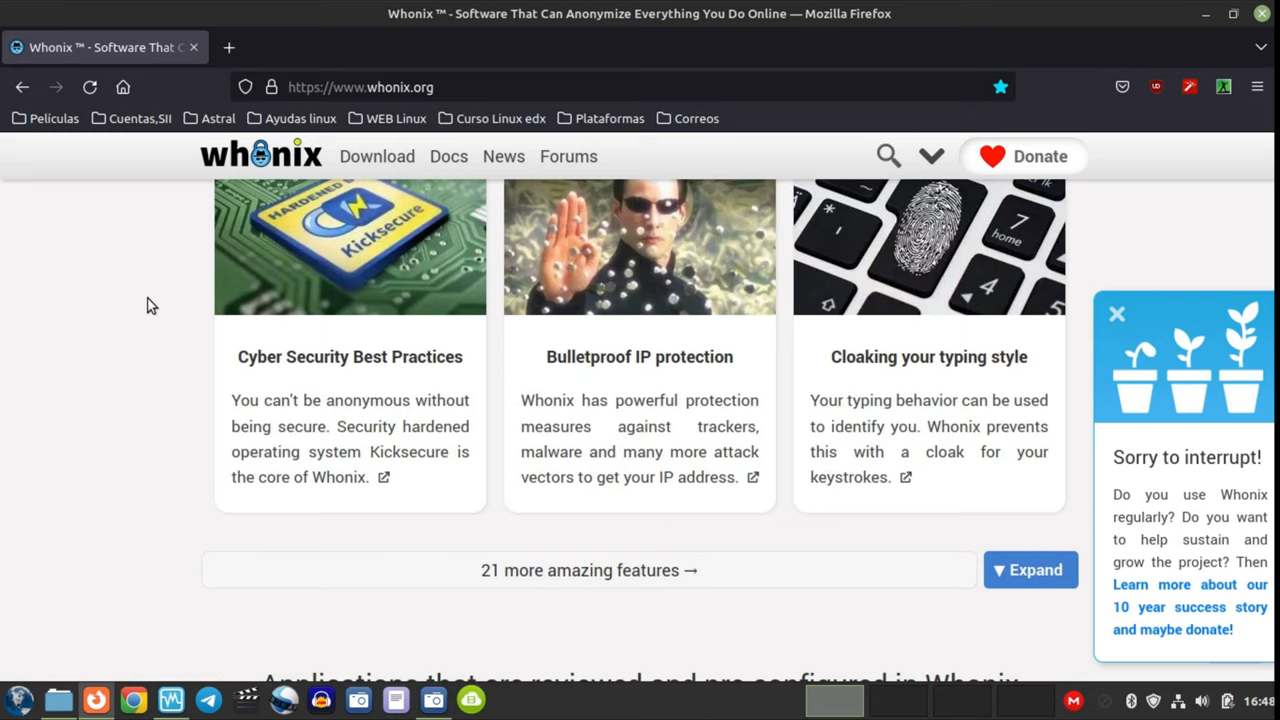 Whonix ™ - Software That Can Anonymize Everything You Do Online — Mozilla Firefox
Whonix ™ - Software That C
https://www.whonix.org
Películas
Cuentas,SII
Astral
Ayudas linux
WEB Linux
Curso Linux edx
Plataformas
Correos
whonix
Download
Docs
News
Forums
Donate
HARDENED B
Kicksecure
7
home
4
5
Cyber Security Best Practices
You can't be anonymous without
being secure. Security hardened
operating system Kicksecure is
the core of Whonix.
Bulletproof IP protection
Whonix has powerful protection
measures against trackers,
malware and many more attack
vectors to get your IP address.
Cloaking your typing style
Your typing behavior can be used
to identify you. Whonix prevents
this with a cloak for your
keystrokes.
21 more amazing features →
▼ Expand
Sorry to interrupt!
Do you use Whonix
regularly? Do you want
to help sustain and
grow the project? Then
Learn more about our
10 year success story
and maybe donate!
Applications that are reviewed and pre configured in Whonix
16:48